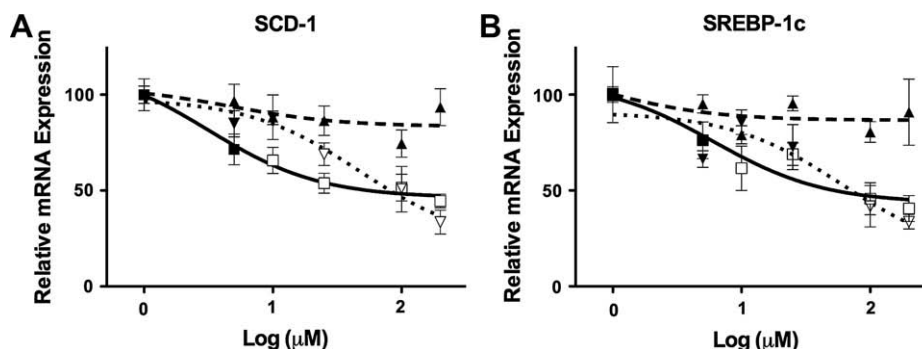 A
SCD-1
Relative mRNA Expression
100
50
0
0
1
2
Log (μM)
B
SREBP-1c
Relative mRNA Expression
100
50
0
0
1
2
Log (μM)